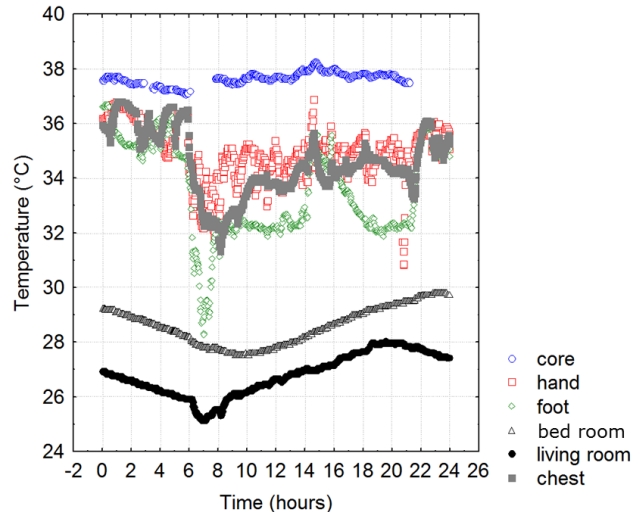 40
38
36
34
32
30
28
26
24
Temperature (°C)
-2 0 2 4 6 8 10 12 14 16 18 20 22 24 26
Time (hours)
core
hand
foot
bed room
living room
chest